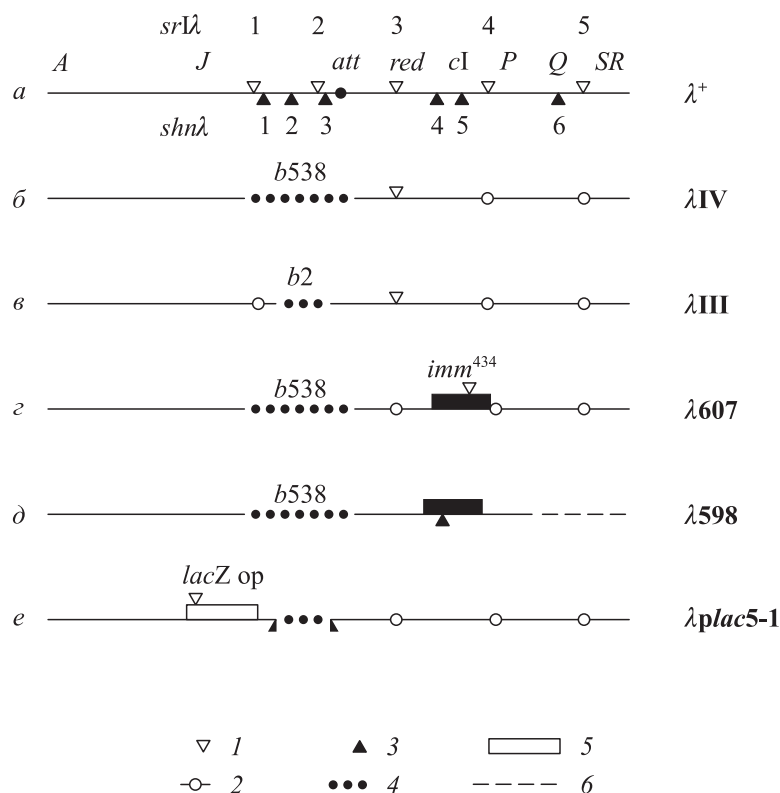 srIλ 1 2 3 4 5
A J att red cI P Q SR
а λ⁺
shnλ 1 2 3 4 5 6
b538
б λIV
b2
в λIII
imm⁴³⁴
b538
г λ607
b538
д λ598
lacZ op
е λplac5-1
1 3 5
2 4 6